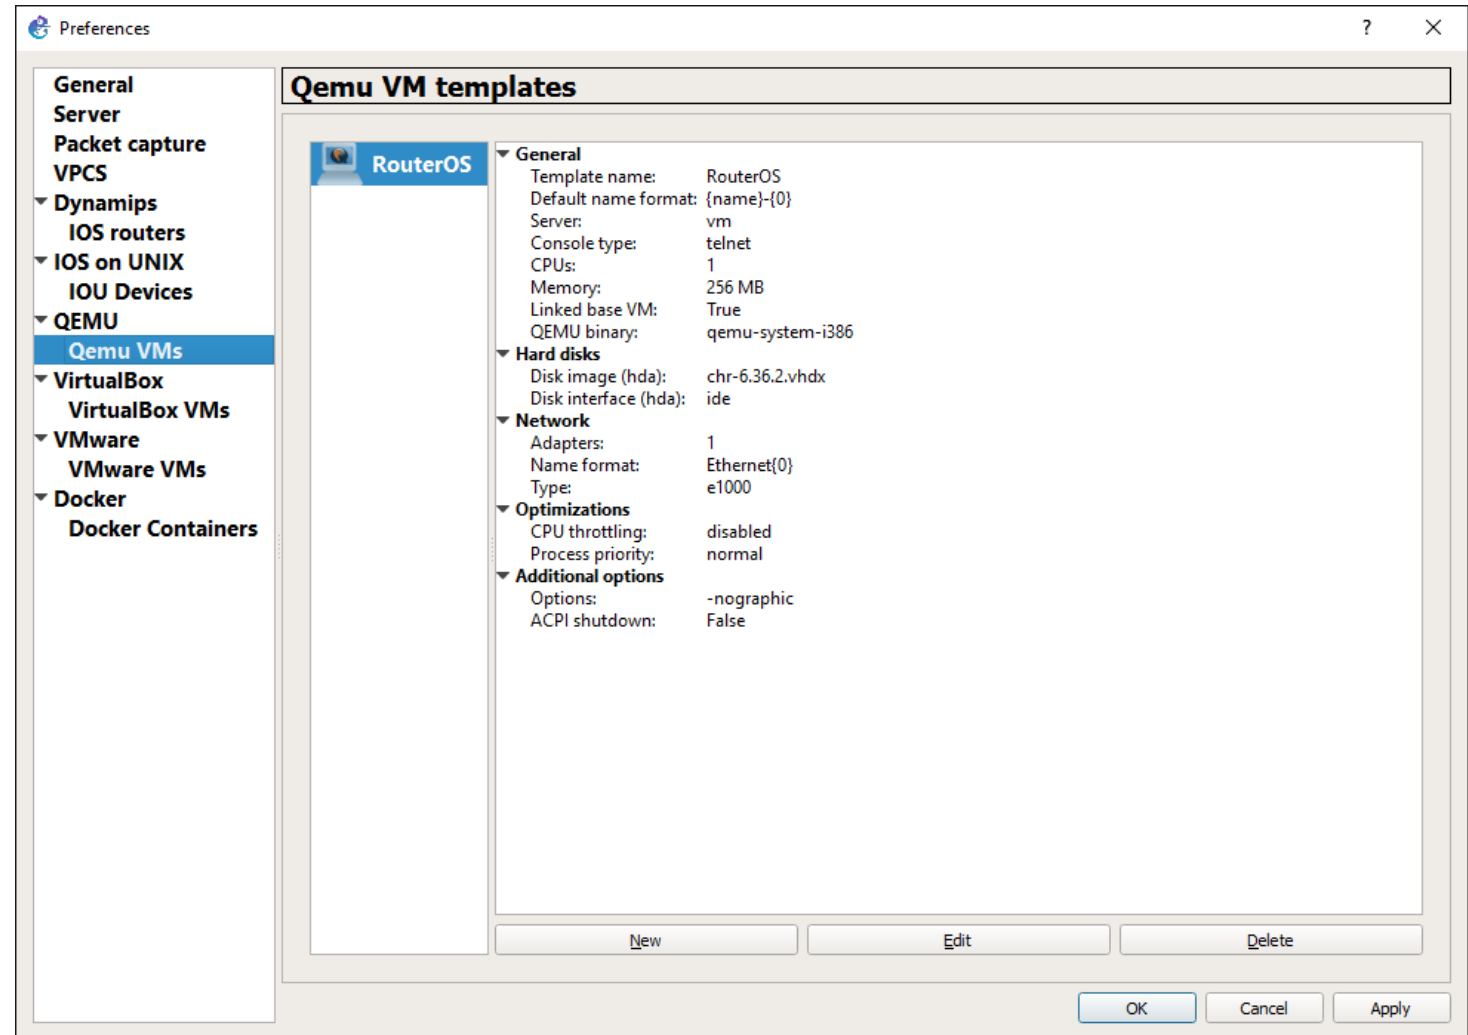 Preferences
?
General
Server
Packet capture
VPCS
Dynamips
IOS routers
IOS on UNIX
IOU Devices
QEMU
Qemu VMs
VirtualBox
VirtualBox VMs
VMware
VMware VMs
Docker
Docker Containers
Qemu VM templates
RouterOS
General
Template name: RouterOS
Default name format: {name}-{0}
Server: vm
Console type: telnet
CPUs: 1
Memory: 256 MB
Linked base VM: True
QEMU binary: qemu-system-i386
Hard disks
Disk image (hda): chr-6.36.2.vhdx
Disk interface (hda): ide
Network
Adapters: 1
Name format: Ethernet{0}
Type: e1000
Optimizations
CPU throttling: disabled
Process priority: normal
Additional options
Options: -nographic
ACPI shutdown: False
New Edit Delete
OK Cancel Apply